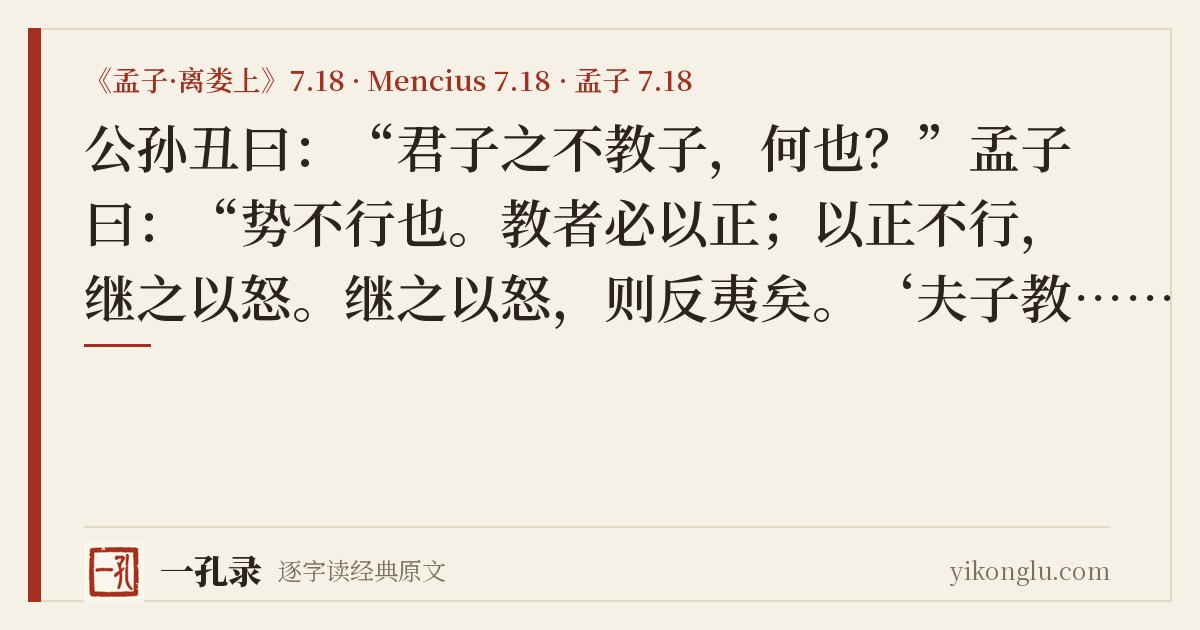 《孟子·离娄上》7.18 · Mencius 7.18 · 孟子 7.18
公孙丑曰：“君子之不教子，何也？”孟子
曰：“势不行也。教者必以正；以正不行，
继之以怒。继之以怒，则反夷矣。‘夫子教……
一孔
一孔录 逐字读经典原文
yikonglu.com